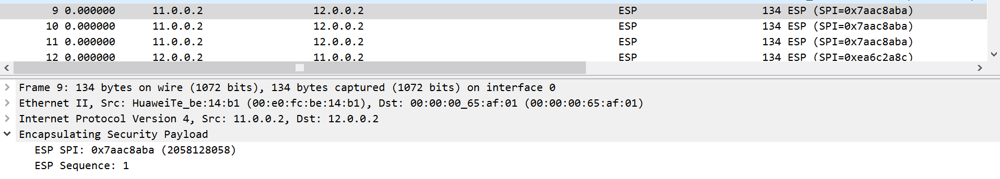 9 0.000000 11.0.0.2 12.0.0.2 ESP 134 ESP (SPI=0x7aac8aba)
10 0.000000 11.0.0.2 12.0.0.2 ESP 134 ESP (SPI=0x7aac8aba)
11 0.000000 11.0.0.2 12.0.0.2 ESP 134 ESP (SPI=0x7aac8aba)
12 0.000000 12.0.0.2 11.0.0.2 ESP 134 ESP (SPI=0xea6c2a8c)
Frame 9: 134 bytes on wire (1072 bits), 134 bytes captured (1072 bits) on interface 0
Ethernet II, Src: HuaweiTe_be:14:b1 (00:e0:fc:be:14:b1), Dst: 00:00:00_65:af:01 (00:00:00:65:af:01)
Internet Protocol Version 4, Src: 11.0.0.2, Dst: 12.0.0.2
Encapsulating Security Payload
ESP SPI: 0x7aac8aba (2058128058)
ESP Sequence: 1